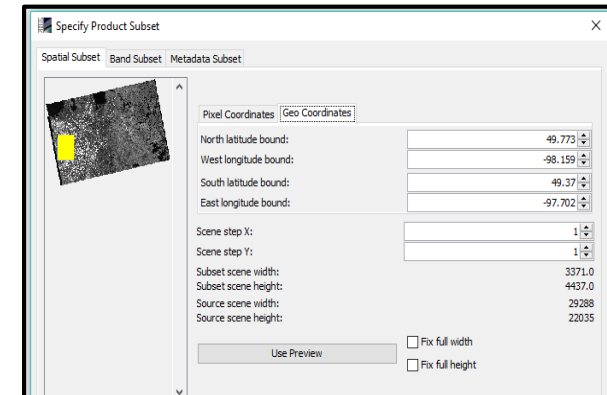 Specify Product Subset
Spatial Subset Band Subset Metadata Subset
Pixel Coordinates Geo Coordinates
North latitude bound: 49.773
West longitude bound: -98.159
South latitude bound: 49.37
East longitude bound: -97.702
Scene step X: 1
Scene step Y: 1
Subset scene width: 3371.0
Subset scene height: 4437.0
Source scene width: 29288
Source scene height: 22035
Use Preview
Fix full width
Fix full height